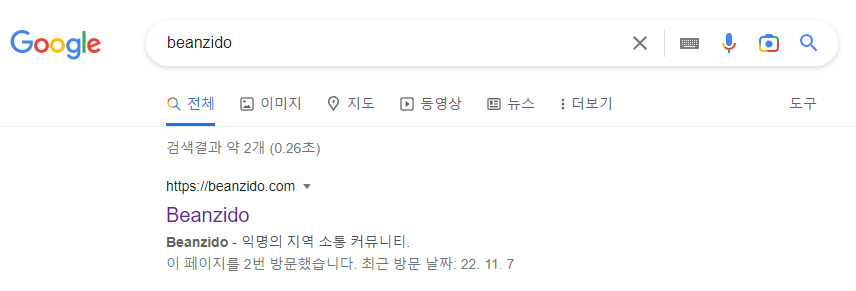 Google
beanzido
전체 이미지 지도 동영상 뉴스 더보기 도구
검색결과 약 2개 (0.26초)
https://beanzido.com
Beanzido
Beanzido - 익명의 지역 소통 커뮤니티.
이 페이지를 2번 방문했습니다. 최근 방문 날짜: 22. 11. 7